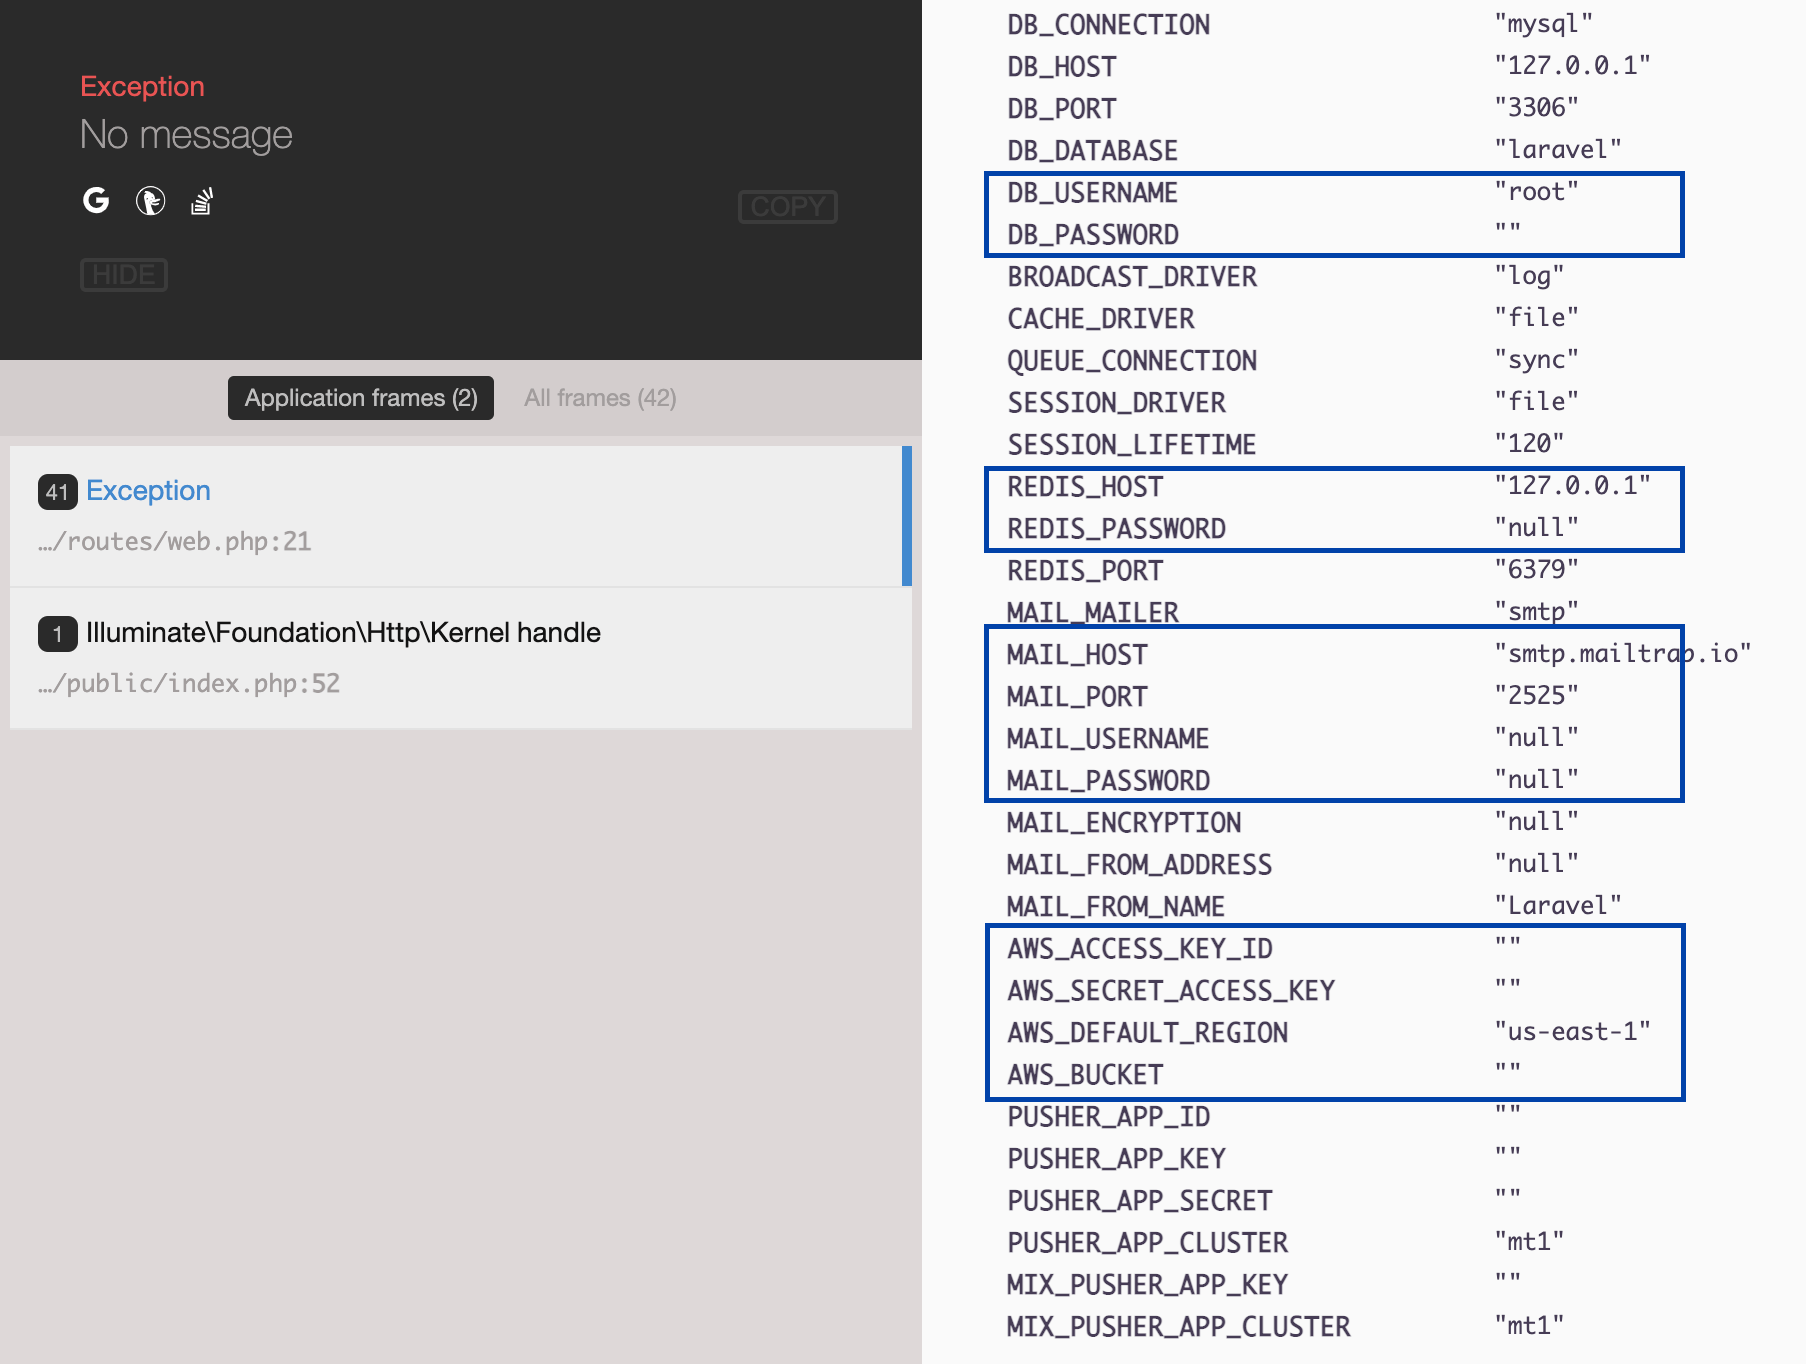 Exception
No message
COPY
HIDE
Application frames (2) All frames (42)
41 Exception
…/routes/web.php:21
1 Illuminate\Foundation\Http\Kernel handle
…/public/index.php:52
DB_CONNECTION "mysql"
DB_HOST "127.0.0.1"
DB_PORT "3306"
DB_DATABASE "laravel"
DB_USERNAME "root"
DB_PASSWORD ""
BROADCAST_DRIVER "log"
CACHE_DRIVER "file"
QUEUE_CONNECTION "sync"
SESSION_DRIVER "file"
SESSION_LIFETIME "120"
REDIS_HOST "127.0.0.1"
REDIS_PASSWORD "null"
REDIS_PORT "6379"
MAIL_MAILER "smtp"
MAIL_HOST "smtp.mailtrap.io"
MAIL_PORT "2525"
MAIL_USERNAME "null"
MAIL_PASSWORD "null"
MAIL_ENCRYPTION "null"
MAIL_FROM_ADDRESS "null"
MAIL_FROM_NAME "Laravel"
AWS_ACCESS_KEY_ID ""
AWS_SECRET_ACCESS_KEY ""
AWS_DEFAULT_REGION "us-east-1"
AWS_BUCKET ""
PUSHER_APP_ID ""
PUSHER_APP_KEY ""
PUSHER_APP_SECRET ""
PUSHER_APP_CLUSTER "mt1"
MIX_PUSHER_APP_KEY ""
MIX_PUSHER_APP_CLUSTER "mt1"